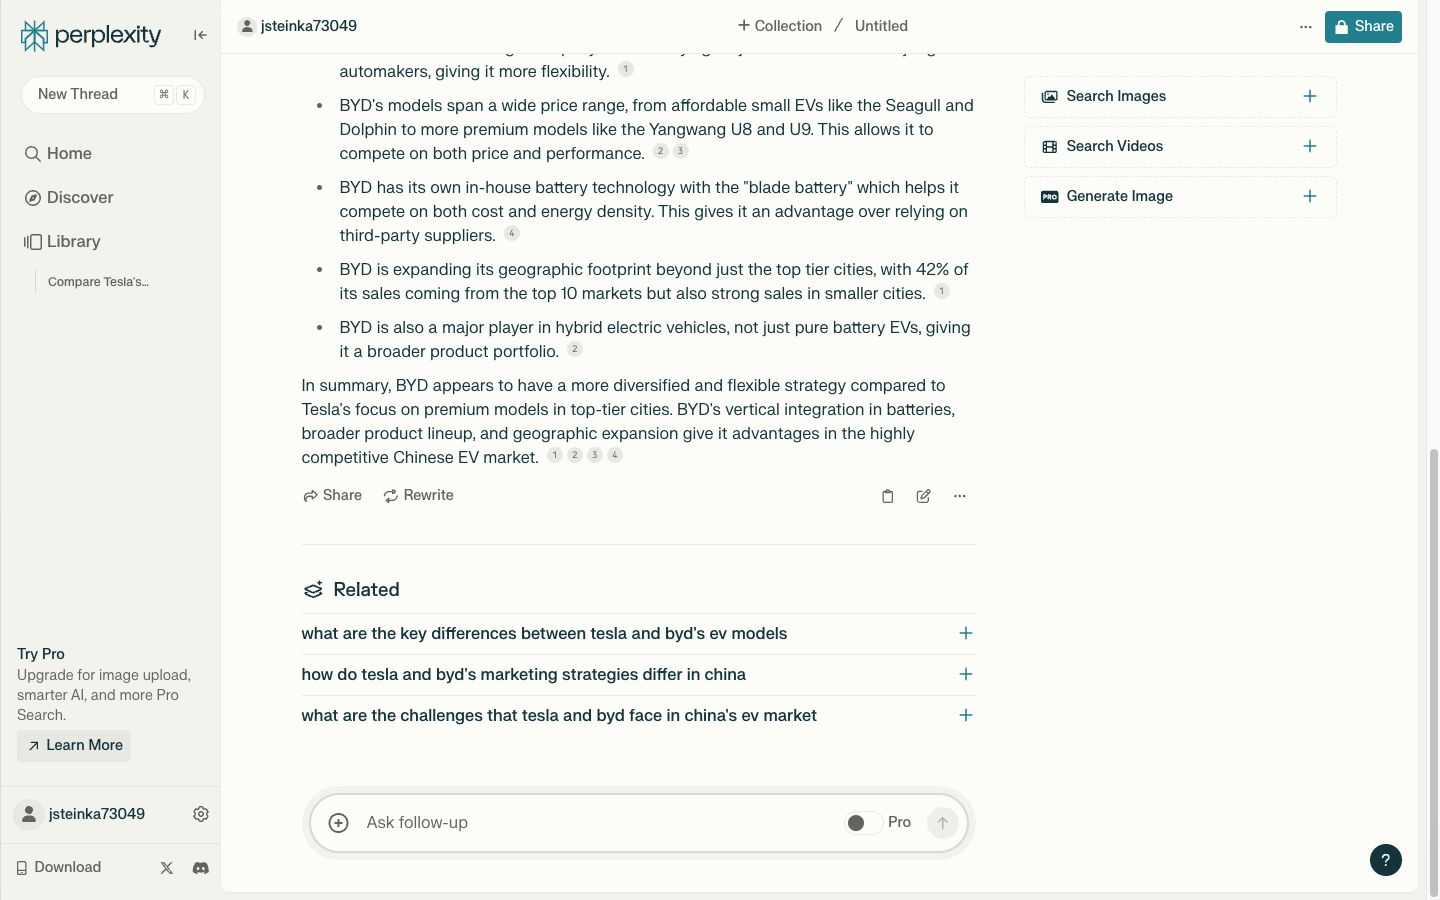 perplexity
New Thread
⌘ K
Home
Discover
Library
Compare Tesla's...
Try Pro
Upgrade for image upload,
smarter AI, and more Pro
Search.
Learn More
jsteinka73049
Download
jsteinka73049
Collection / Untitled
Share
automakers, giving it more flexibility. 1
• BYD's models span a wide price range, from affordable small EVs like the Seagull and
Dolphin to more premium models like the Yangwang U8 and U9. This allows it to
compete on both price and performance. 2 3
• BYD has its own in-house battery technology with the "blade battery" which helps it
compete on both cost and energy density. This gives it an advantage over relying on
third-party suppliers. 4
• BYD is expanding its geographic footprint beyond just the top tier cities, with 42% of
its sales coming from the top 10 markets but also strong sales in smaller cities. 1
• BYD is also a major player in hybrid electric vehicles, not just pure battery EVs, giving
it a broader product portfolio. 2
In summary, BYD appears to have a more diversified and flexible strategy compared to
Tesla's focus on premium models in top-tier cities. BYD's vertical integration in batteries,
broader product lineup, and geographic expansion give it advantages in the highly
competitive Chinese EV market. 1 2 3 4
Share Rewrite
Related
what are the key differences between tesla and byd's ev models
how do tesla and byd's marketing strategies differ in china
what are the challenges that tesla and byd face in china's ev market
Ask follow-up
Pro
Search Images
Search Videos
PRO Generate Image
?